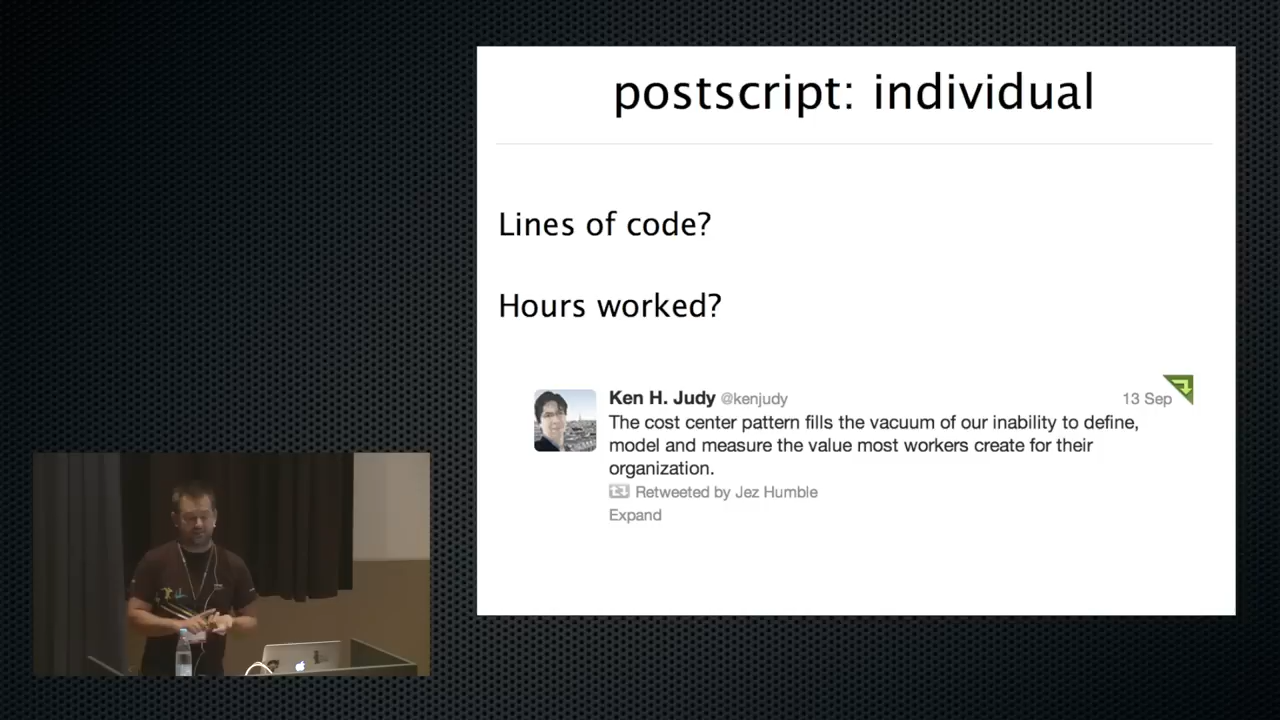 postscript: individual
Lines of code?
Hours worked?
Ken H. Judy @kenjudy 13 Sep
The cost center pattern fills the vacuum of our inability to define,
model and measure the value most workers create for their
organization.
Retweeted by Jez Humble
Expand